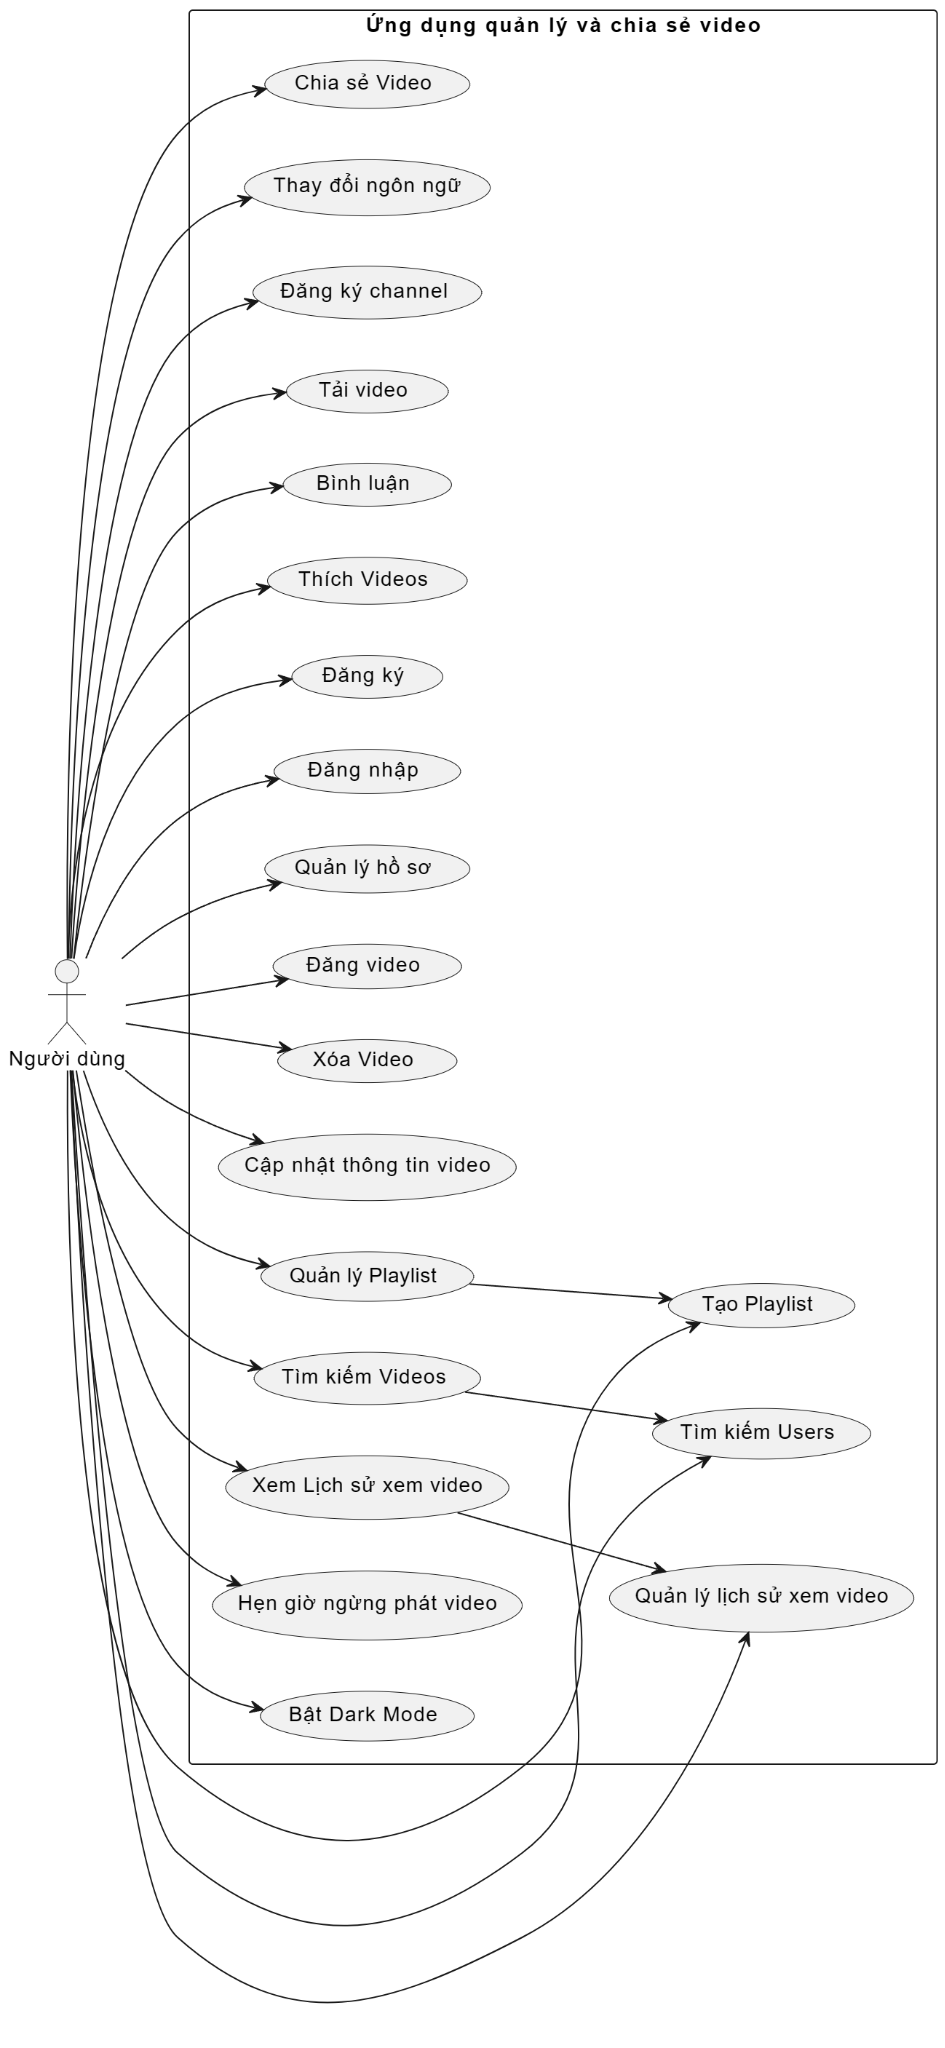 Ứng dụng quản lý và chia sẻ video
Chia sẻ Video
Thay đổi ngôn ngữ
Đăng ký channel
Tải video
Bình luận
Thích Videos
Đăng ký
Đăng nhập
Quản lý hồ sơ
Đăng video
Xóa Video
Người dùng
Cập nhật thông tin video
Quản lý Playlist
Tạo Playlist
Tìm kiếm Videos
Tìm kiếm Users
Xem Lịch sử xem video
Quản lý lịch sử xem video
Hẹn giờ ngừng phát video
Bật Dark Mode